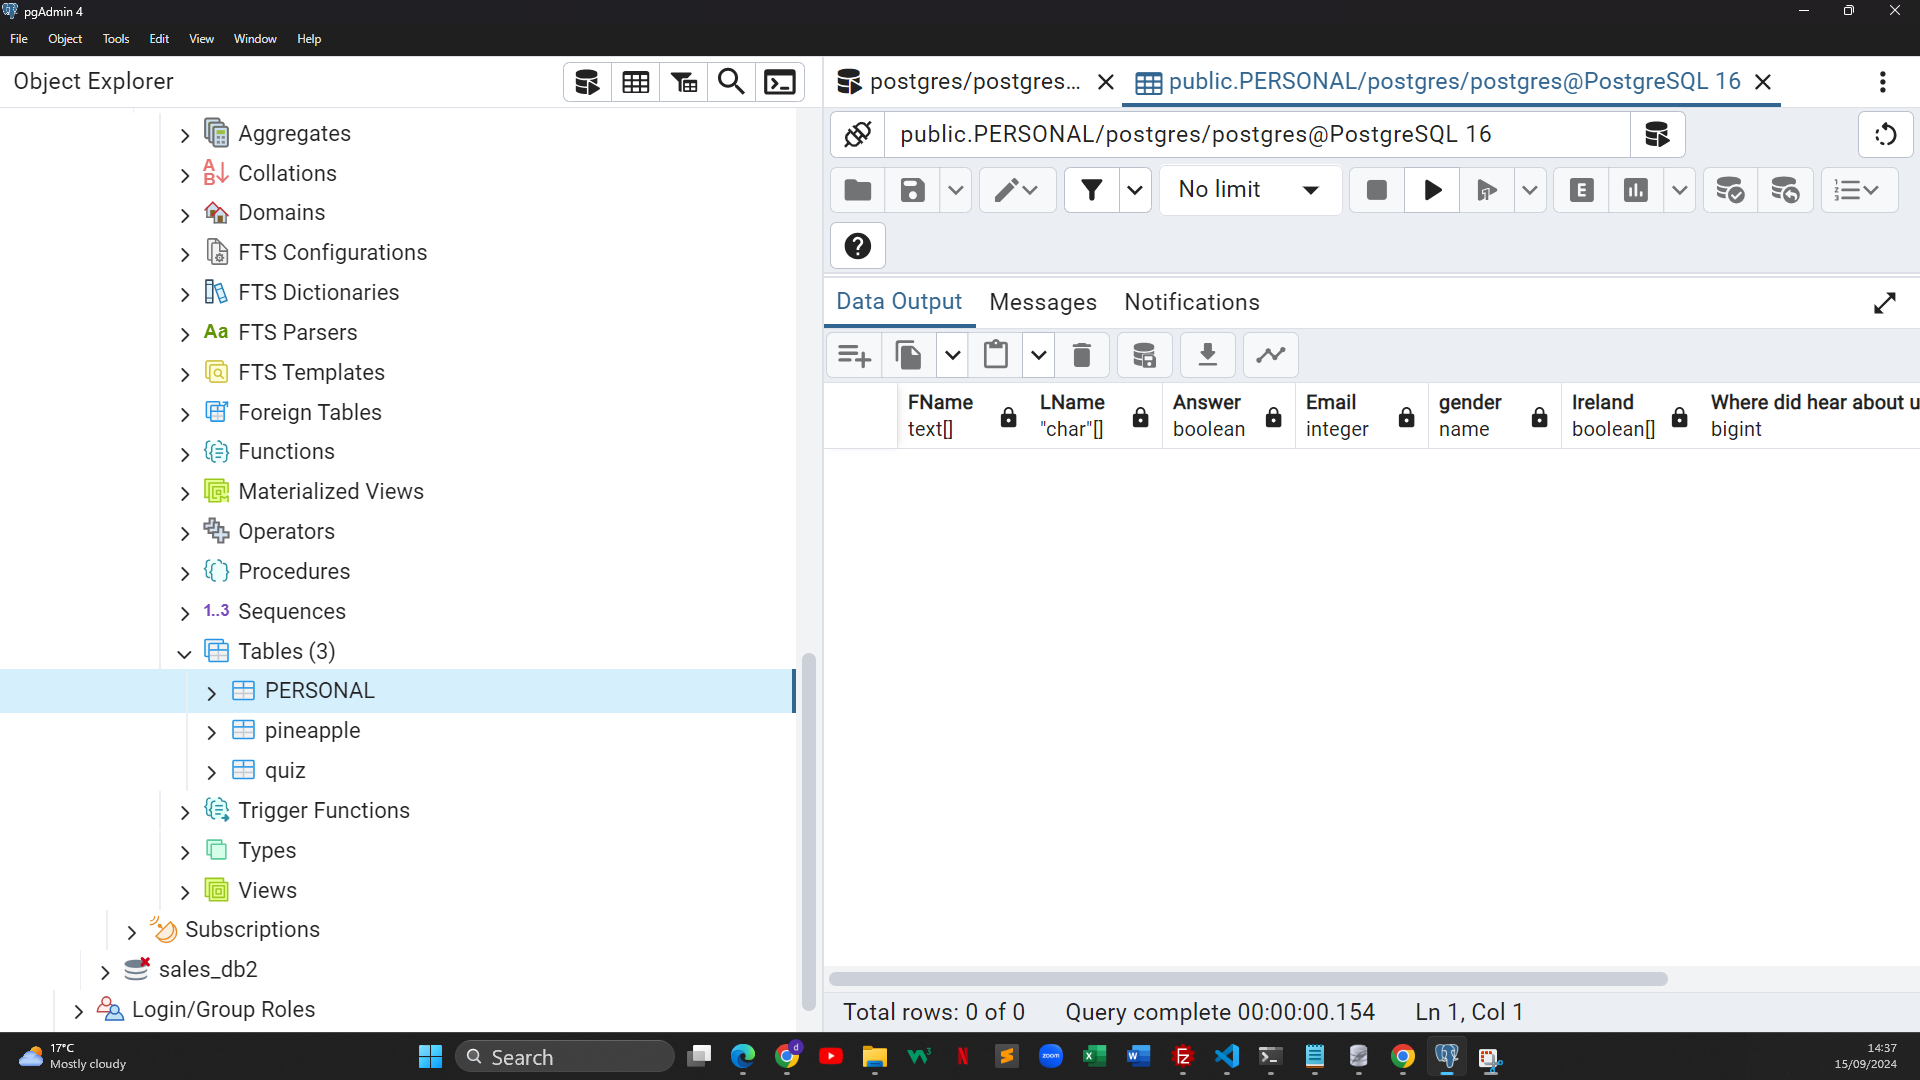 pgAdmin 4
File Object Tools Edit View Window Help
Object Explorer
Aggregates
Collations
Domains
FTS Configurations
FTS Dictionaries
Aa FTS Parsers
FTS Templates
Foreign Tables
Functions
Materialized Views
Operators
Procedures
1..3 Sequences
Tables (3)
PERSONAL
pineapple
quiz
Trigger Functions
Types
Views
Subscriptions
sales_db2
Login/Group Roles
postgres/postgres... public.PERSONAL/postgres/postgres@PostgreSQL 16
public.PERSONAL/postgres/postgres@PostgreSQL 16
No limit
E
Data Output Messages Notifications
FName LName Answer Email gender Ireland Where did hear about u
text[] "char"[] boolean integer name boolean[] bigint
Total rows: 0 of 0 Query complete 00:00:00.154 Ln 1, Col 1
17°C
Mostly cloudy
Search
zoom
14:37
15/09/2024